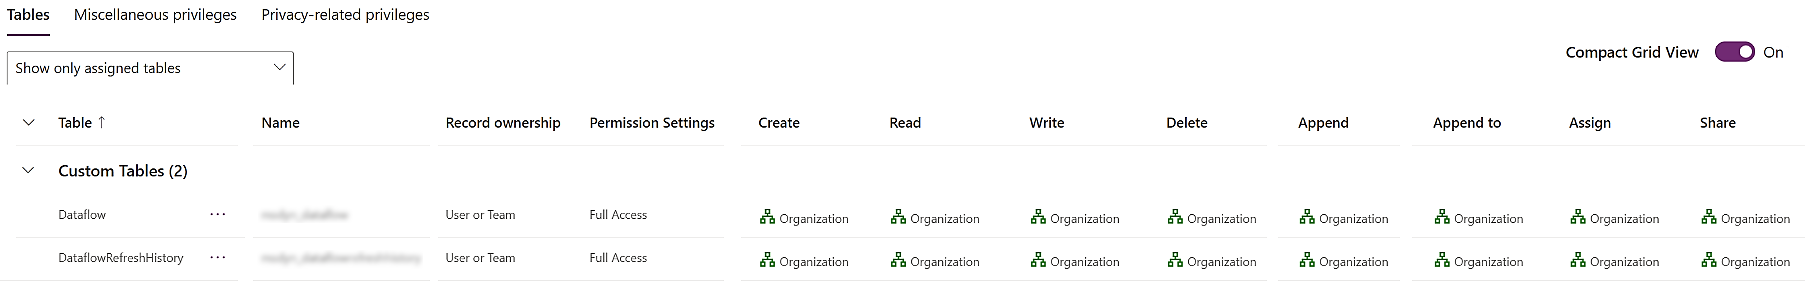 Tables Miscellaneous privileges Privacy-related privileges
Show only assigned tables
Compact Grid View On
Table ↑ Name Record ownership Permission Settings Create Read Write Delete Append Append to Assign Share
Custom Tables (2)
Dataflow ... User or Team Full Access Organization Organization Organization Organization Organization Organization Organization Organization
DataflowRefreshHistory ... User or Team Full Access Organization Organization Organization Organization Organization Organization Organization Organization